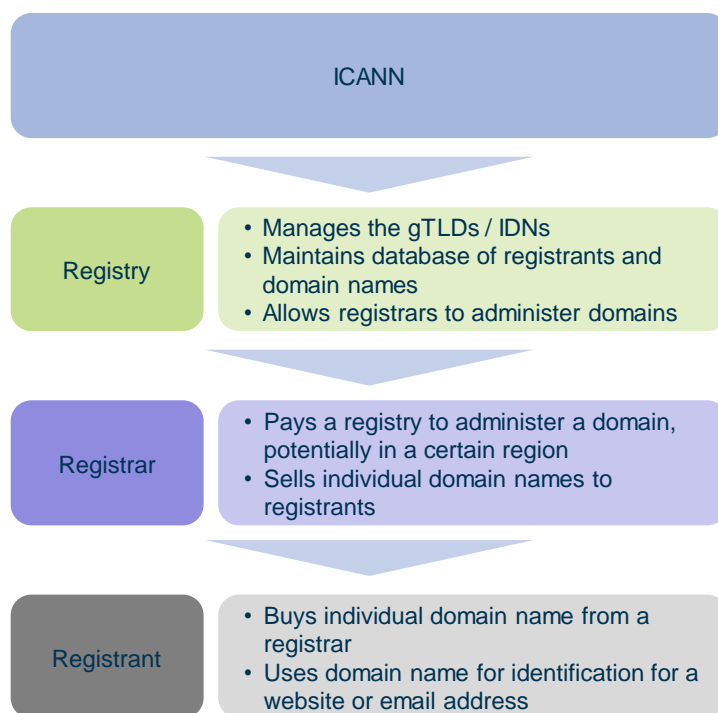 ICANN
Registry
• Manages the gTLDs / IDNs
• Maintains database of registrants and
domain names
• Allows registrars to administer domains
Registrar
• Pays a registry to administer a domain,
potentially in a certain region
• Sells individual domain names to
registrants
Registrant
• Buys individual domain name from a
registrar
• Uses domain name for identification for a
website or email address